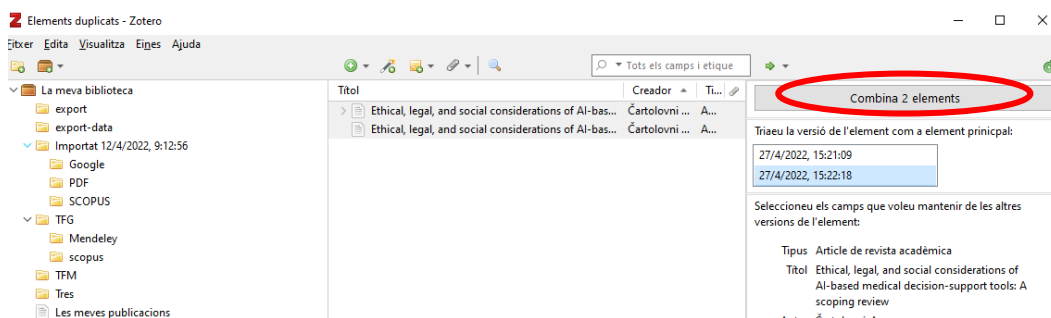 Elements duplicats - Zotero
Fitxer Edita Visualitza Eines Ajuda
Tots els camps i etique
La meva biblioteca
export
export-data
Importat 12/4/2022, 9:12:56
Google
PDF
SCOPUS
TFG
Mendeley
scopus
TFM
Tres
Les meves publicacions
Títol Creador Ti...
Ethical, legal, and social considerations of AI-bas... Čartolovni ... A...
Ethical, legal, and social considerations of AI-bas... Čartolovni ... A...
Combina 2 elements
Triaeu la versió de l'element com a element prinicpal:
27/4/2022, 15:21:09
27/4/2022, 15:22:18
Seleccioneu els camps que voleu mantenir de les altres
versions de l'element:
Tipus Article de revista acadèmica
Títol Ethical, legal, and social considerations of
AI-based medical decision-support tools: A
scoping review